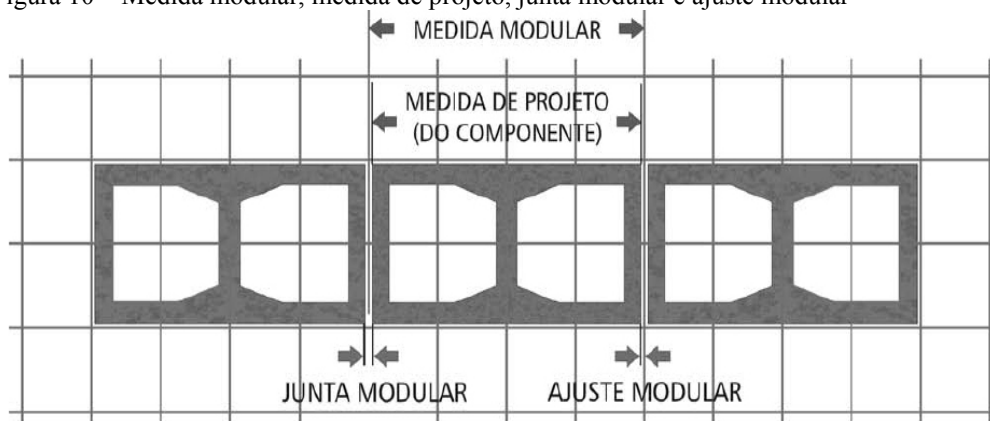 igura 10 – Medida modular, medida de projeto, junta modular e ajuste modular
MEDIDA MODULAR
MEDIDA DE PROJETO
(DO COMPONENTE)
JUNTA MODULAR
AJUSTE MODULAR